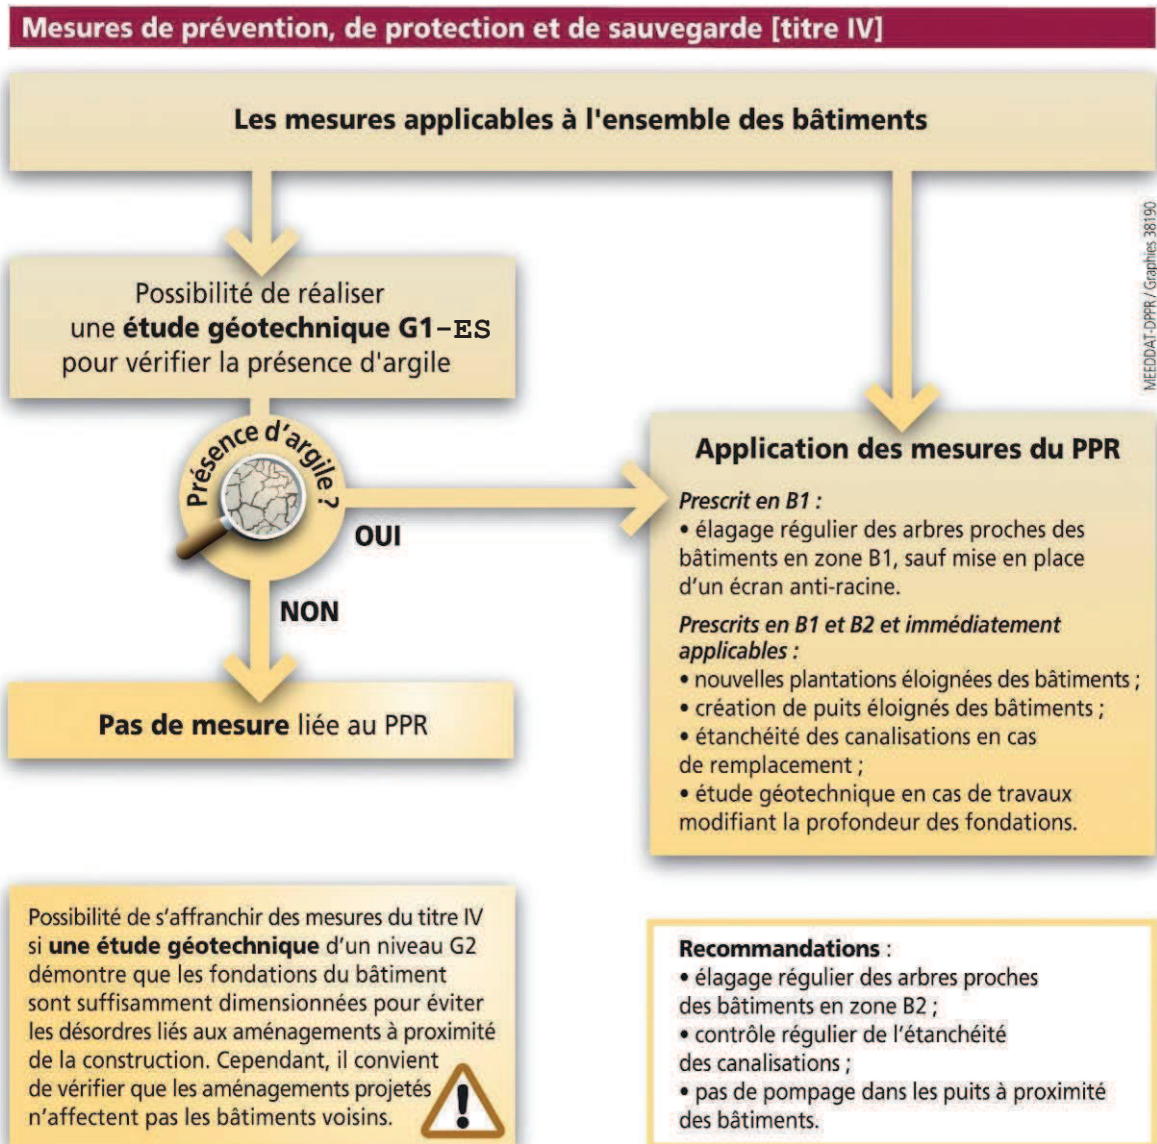 Mesures de prévention, de protection et de sauvegarde [titre IV]
Les mesures applicables à l'ensemble des bâtiments
Possibilité de réaliser
une étude géotechnique G1-ES
pour vérifier la présence d'argile
Présence d'argile ?
OUI
NON
Pas de mesure liée au PPR
Application des mesures du PPR
Prescrit en B1 :
• élagage régulier des arbres proches des
bâtiments en zone B1, sauf mise en place
d'un écran anti-racine.
Prescrits en B1 et B2 et immédiatement
applicables :
• nouvelles plantations éloignées des bâtiments ;
• création de puits éloignés des bâtiments ;
• étanchéité des canalisations en cas
de remplacement ;
• étude géotechnique en cas de travaux
modifiant la profondeur des fondations.
MEEDDAT-DPPR / Graphies 38190
Possibilité de s'affranchir des mesures du titre IV
si une étude géotechnique d'un niveau G2
démontre que les fondations du bâtiment
sont suffisamment dimensionnées pour éviter
les désordres liés aux aménagements à proximité
de la construction. Cependant, il convient
de vérifier que les aménagements projetés
n'affectent pas les bâtiments voisins.
!
Recommandations :
• élagage régulier des arbres proches
des bâtiments en zone B2 ;
• contrôle régulier de l'étanchéité
des canalisations ;
• pas de pompage dans les puits à proximité
des bâtiments.